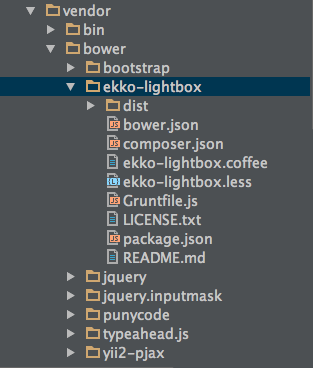 vendor
bin
bower
bootstrap
ekko-lightbox
dist
bower.json
composer.json
ekko-lightbox.coffee
ekko-lightbox.less
Gruntfile.js
LICENSE.txt
package.json
README.md
jquery
jquery.inputmask
punycode
typeahead.js
yii2-pjax